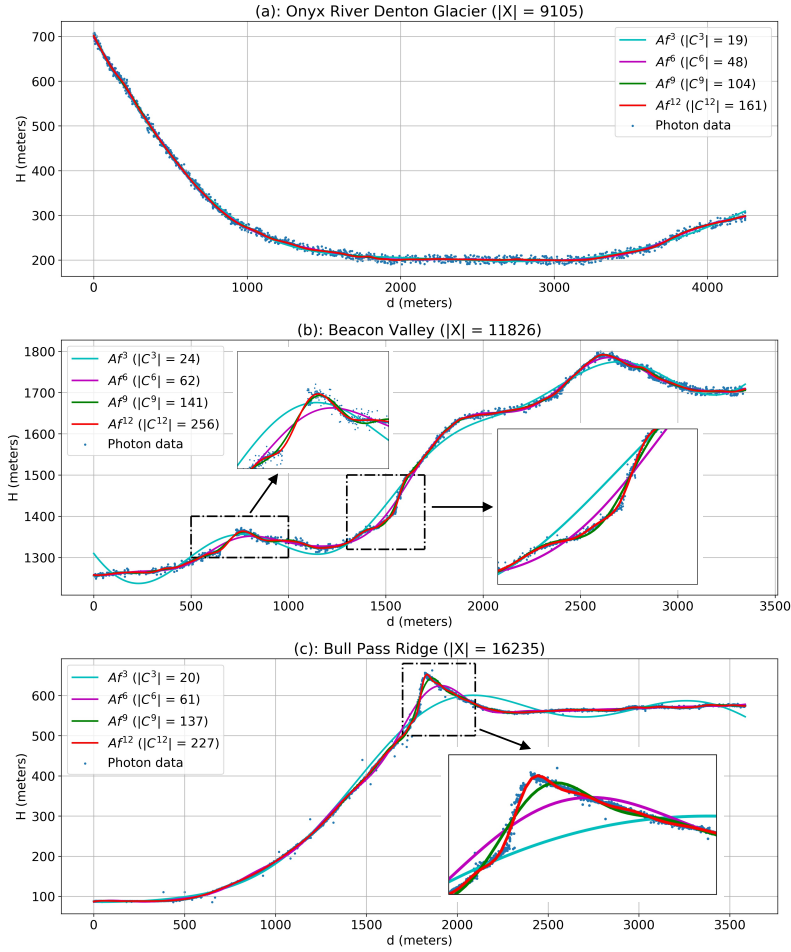 (a): Onyx River Denton Glacier (|X| = 9105)
H (meters)
700
600
500
400
300
200
Af³ (|C³| = 19)
Af⁶ (|C⁶| = 48)
Af⁹ (|C⁹| = 104)
Af¹² (|C¹²| = 161)
Photon data
0 1000 2000 3000 4000
d (meters)
(b): Beacon Valley (|X| = 11826)
H (meters)
1800
1700
1600
1500
1400
1300
Af³ (|C³| = 24)
Af⁶ (|C⁶| = 62)
Af⁹ (|C⁹| = 141)
Af¹² (|C¹²| = 256)
Photon data
0 500 1000 1500 2000 2500 3000 3500
d (meters)
(c): Bull Pass Ridge (|X| = 16235)
H (meters)
600
500
400
300
200
100
Af³ (|C³| = 20)
Af⁶ (|C⁶| = 61)
Af⁹ (|C⁹| = 137)
Af¹² (|C¹²| = 227)
Photon data
0 500 1000 1500 2000 2500 3000 3500
d (meters)